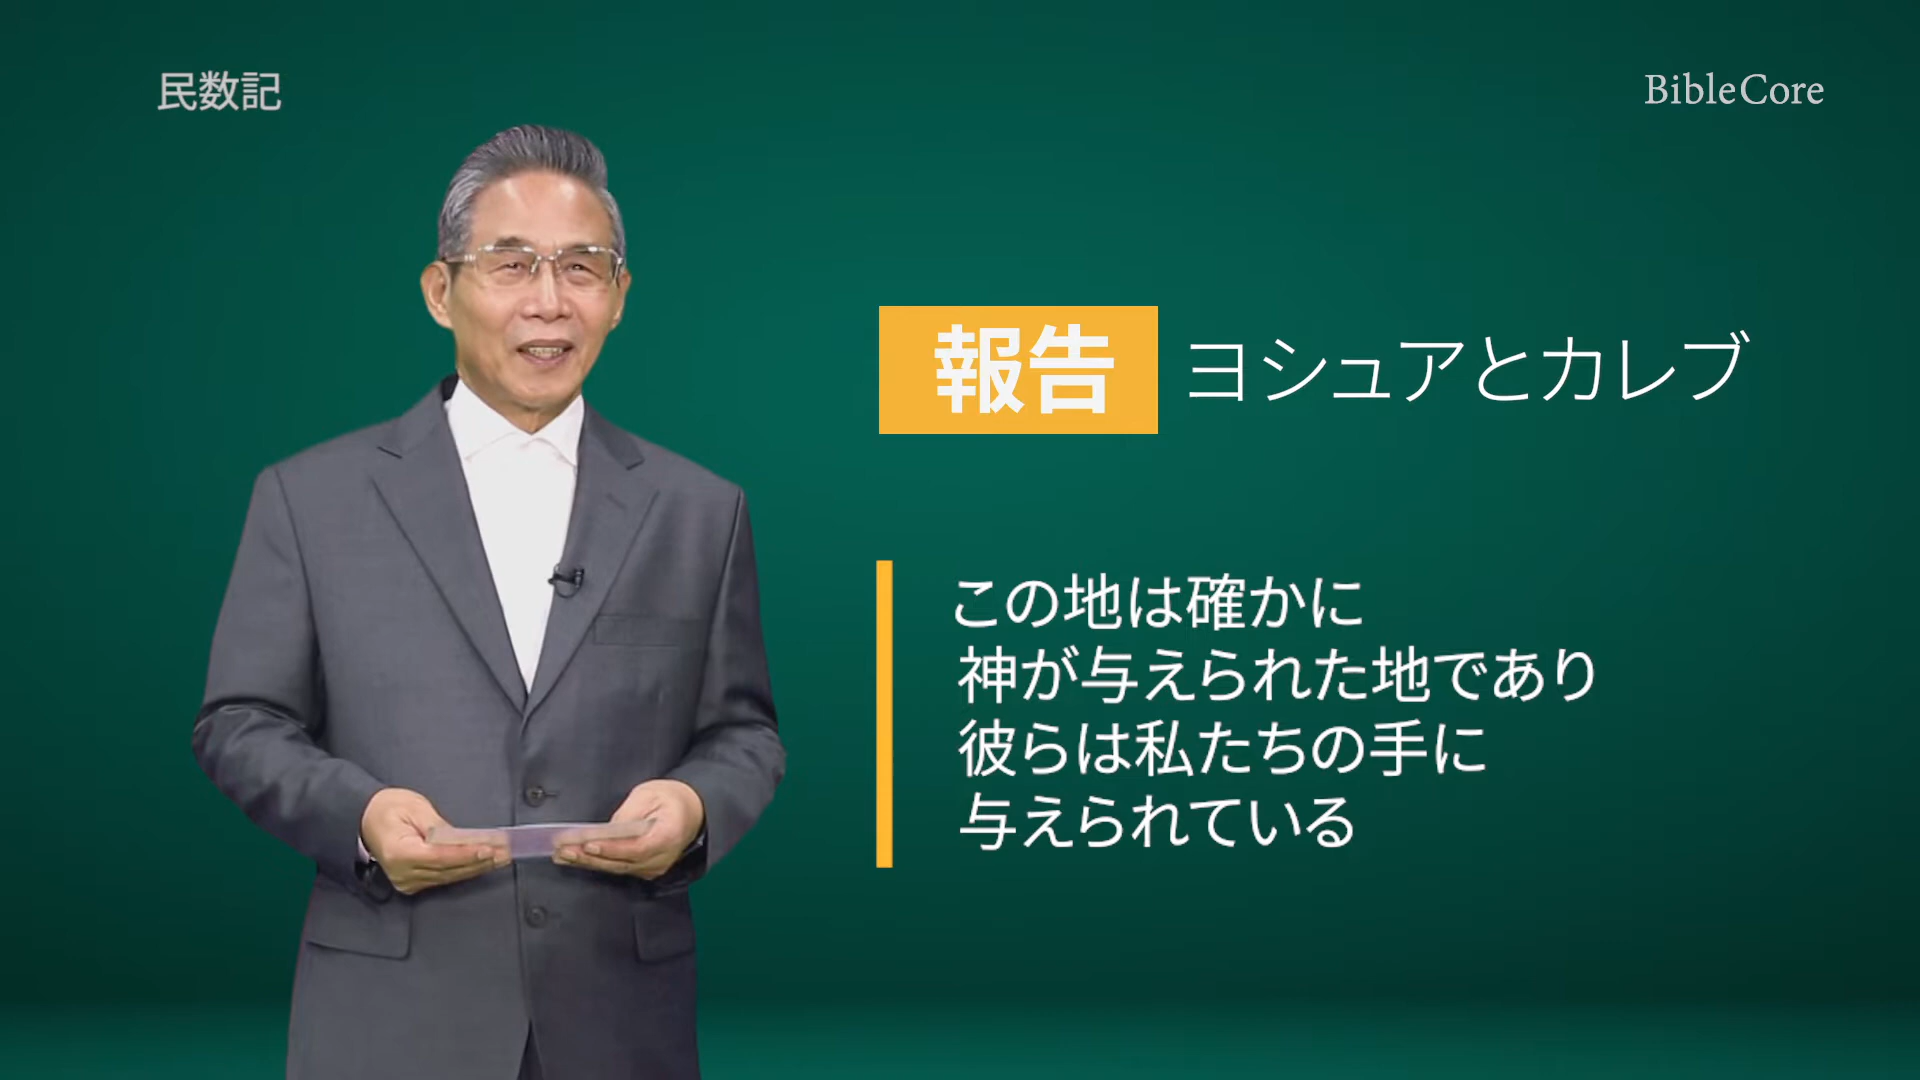 民数記
BibleCore
報告 ヨシュアとカレブ
この地は確かに
神が与えられた地であり
彼らは私たちの手に
与えられている